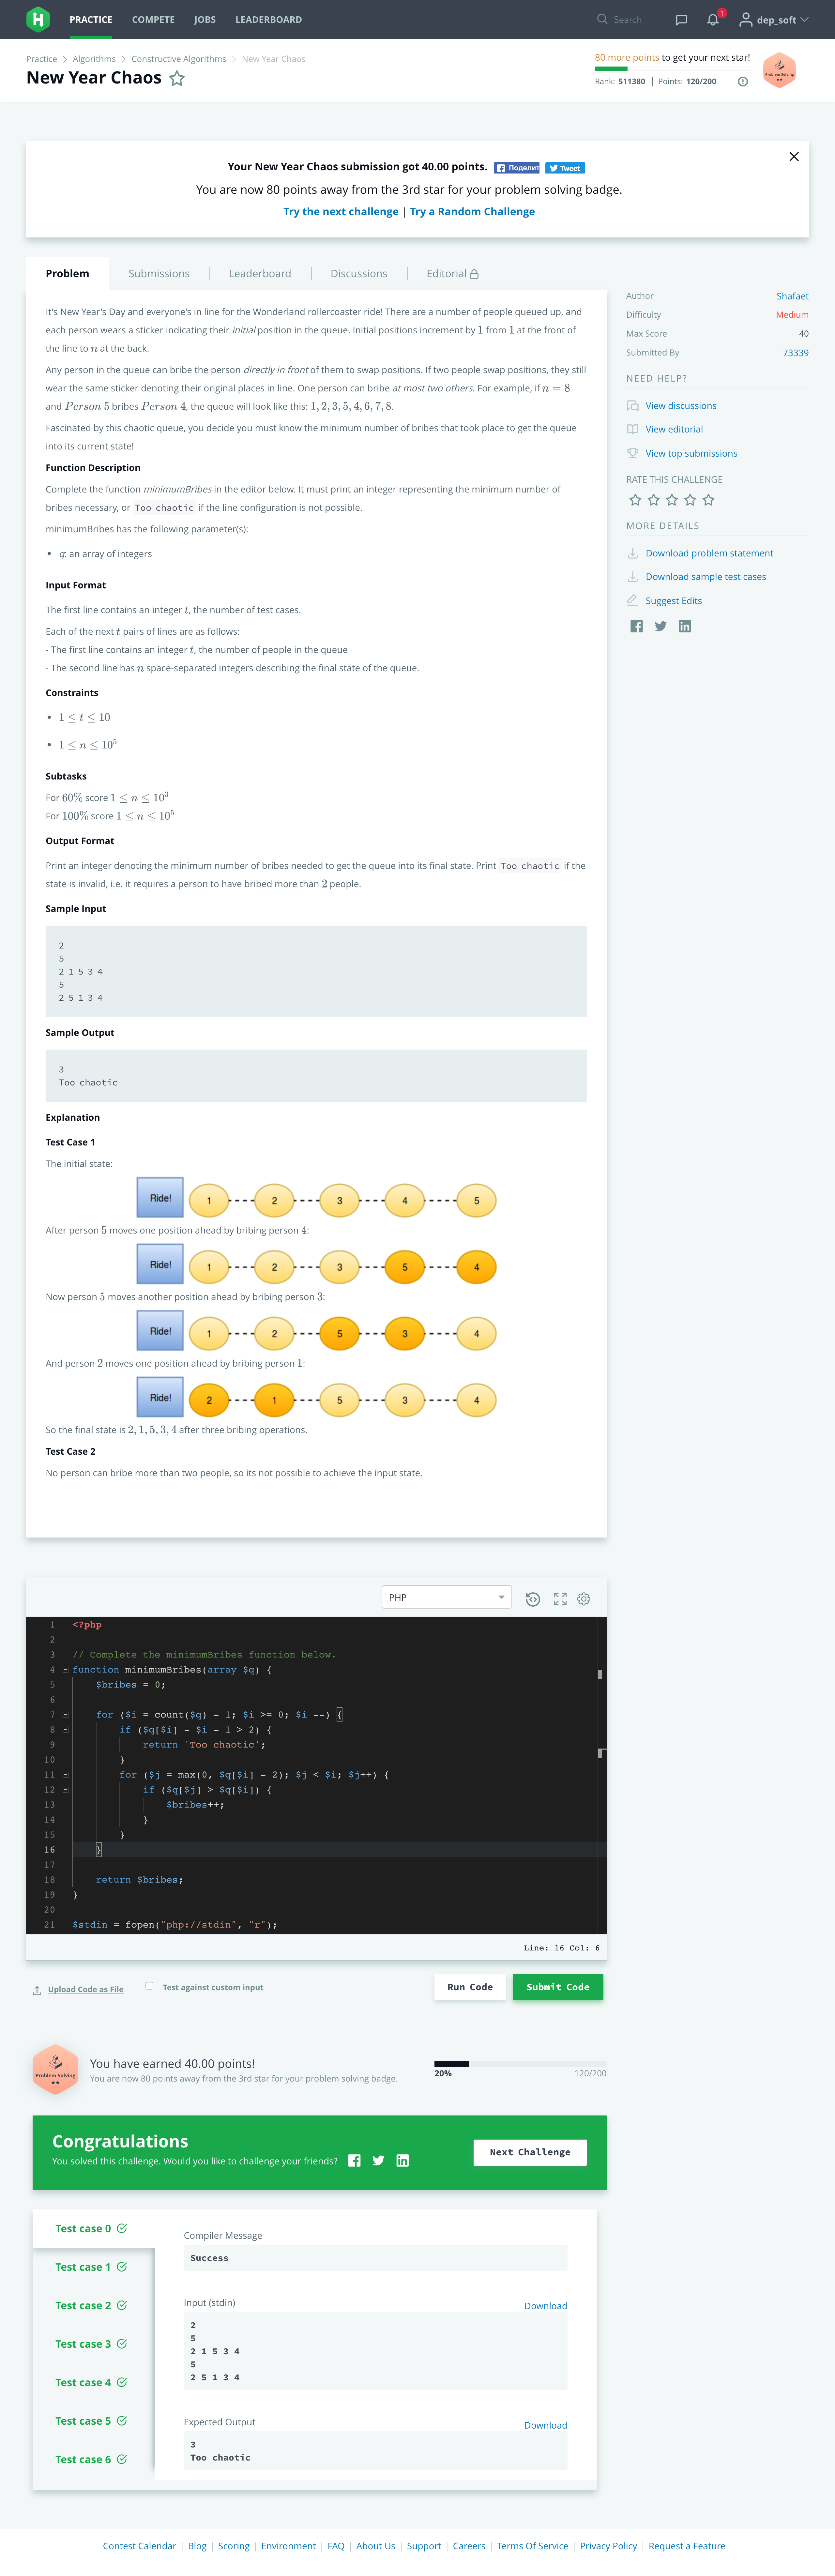 H PRACTICE COMPETE JOBS LEADERBOARD Search 1 dep_soft
Practice > Algorithms > Constructive Algorithms > New Year Chaos
New Year Chaos
80 more points to get your next star!
Rank: 511380 | Points: 120/200
Problem Solving
Your New Year Chaos submission got 40.00 points. Поделит Tweet
You are now 80 points away from the 3rd star for your problem solving badge.
Try the next challenge | Try a Random Challenge
Problem Submissions Leaderboard Discussions Editorial
It's New Year's Day and everyone's in line for the Wonderland rollercoaster ride! There are a number of people queued up, and
each person wears a sticker indicating their initial position in the queue. Initial positions increment by 1 from 1 at the front of
the line to n at the back.
Any person in the queue can bribe the person directly in front of them to swap positions. If two people swap positions, they still
wear the same sticker denoting their original places in line. One person can bribe at most two others. For example, if n = 8
and Person 5 bribes Person 4, the queue will look like this: 1, 2, 3, 5, 4, 6, 7, 8.
Fascinated by this chaotic queue, you decide you must know the minimum number of bribes that took place to get the queue
into its current state!
Function Description
Complete the function minimumBribes in the editor below. It must print an integer representing the minimum number of
bribes necessary, or Too chaotic if the line configuration is not possible.
minimumBribes has the following parameter(s):
• q: an array of integers
Input Format
The first line contains an integer t, the number of test cases.
Each of the next t pairs of lines are as follows:
- The first line contains an integer t, the number of people in the queue
- The second line has n space-separated integers describing the final state of the queue.
Constraints
• 1 ≤ t ≤ 10
• 1 ≤ n ≤ 10⁵
Subtasks
For 60% score 1 ≤ n ≤ 10³
For 100% score 1 ≤ n ≤ 10⁵
Output Format
Print an integer denoting the minimum number of bribes needed to get the queue into its final state. Print Too chaotic if the
state is invalid, i.e. it requires a person to have bribed more than 2 people.
Sample Input
2
5
2 1 5 3 4
5
2 5 1 3 4
Sample Output
3
Too chaotic
Explanation
Test Case 1
The initial state:
Ride! 1 2 3 4 5
After person 5 moves one position ahead by bribing person 4:
Ride! 1 2 3 5 4
Now person 5 moves another position ahead by bribing person 3:
Ride! 1 2 5 3 4
And person 2 moves one position ahead by bribing person 1:
Ride! 2 1 5 3 4
So the final state is 2, 1, 5, 3, 4 after three bribing operations.
Test Case 2
No person can bribe more than two people, so its not possible to achieve the input state.
Author Shafaet
Difficulty Medium
Max Score 40
Submitted By 73339
NEED HELP?
View discussions
View editorial
View top submissions
RATE THIS CHALLENGE
MORE DETAILS
Download problem statement
Download sample test cases
Suggest Edits
PHP
1 <?php
2
3 // Complete the minimumBribes function below.
4 function minimumBribes(array $q) {
5 $bribes = 0;
6
7 for ($i = count($q) - 1; $i >= 0; $i --) {
8 if ($q[$i] - $i - 1 > 2) {
9 return 'Too chaotic';
10 }
11 for ($j = max(0, $q[$i] - 2); $j < $i; $j++) {
12 if ($q[$j] > $q[$i]) {
13 $bribes++;
14 }
15 }
16 }
17
18 return $bribes;
19 }
20
21 $stdin = fopen("php://stdin", "r");
Line: 16 Col: 6
Upload Code as File Test against custom input Run Code Submit Code
Problem Solving
You have earned 40.00 points!
You are now 80 points away from the 3rd star for your problem solving badge.
20% 120/200
Congratulations
You solved this challenge. Would you like to challenge your friends?
Next Challenge
Test case 0
Test case 1
Test case 2
Test case 3
Test case 4
Test case 5
Test case 6
Compiler Message
Success
Input (stdin) Download
2
5
2 1 5 3 4
5
2 5 1 3 4
Expected Output Download
3
Too chaotic
Contest Calendar | Blog | Scoring | Environment | FAQ | About Us | Support | Careers | Terms Of Service | Privacy Policy | Request a Feature